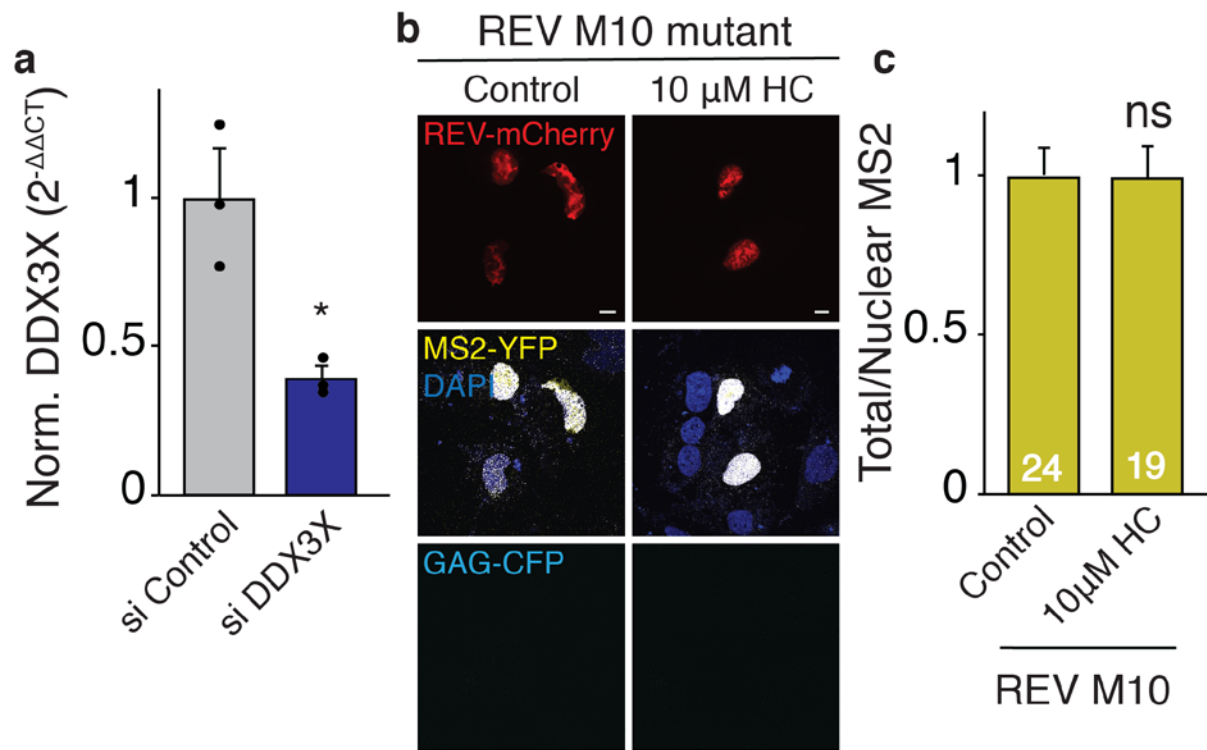 a
Norm. DDX3X (2-ΔΔCT)
1
0.5
0
*
si Control
si DDX3X
b
REV M10 mutant
Control
10 µM HC
REV-mCherry
MS2-YFP
DAPI
GAG-CFP
c
Total/Nuclear MS2
1
0.5
0
ns
24
19
Control
10µM HC
REV M10